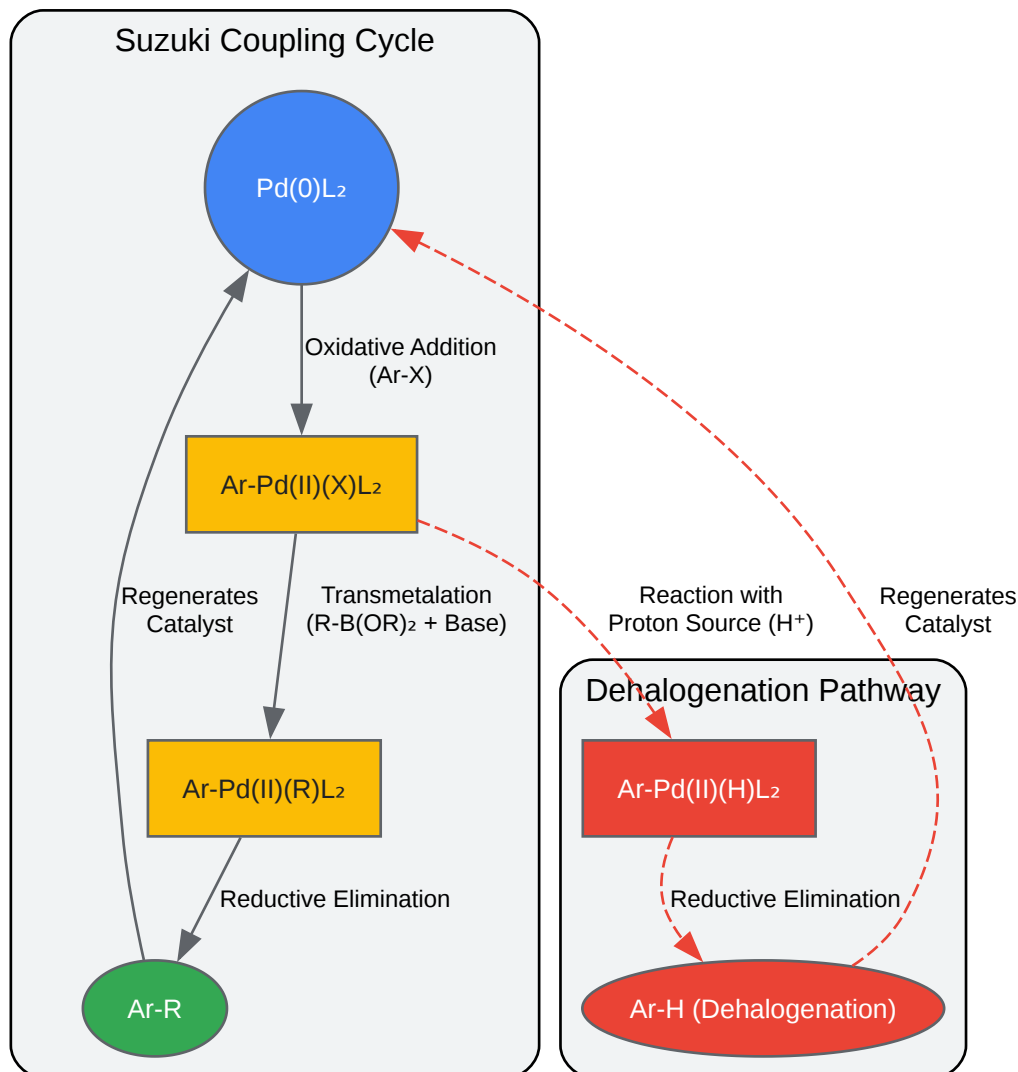 Suzuki Coupling Cycle
Pd(0)L₂
Oxidative Addition
(Ar-X)
Ar-Pd(II)(X)L₂
Regenerates
Catalyst
Transmetalation
(R-B(OR)₂ + Base)
Reaction with
Proton Source (H⁺)
Regenerates
Catalyst
Dehalogenation Pathway
Ar-Pd(II)(R)L₂
Ar-Pd(II)(H)L₂
Reductive Elimination
Reductive Elimination
Ar-R
Ar-H (Dehalogenation)